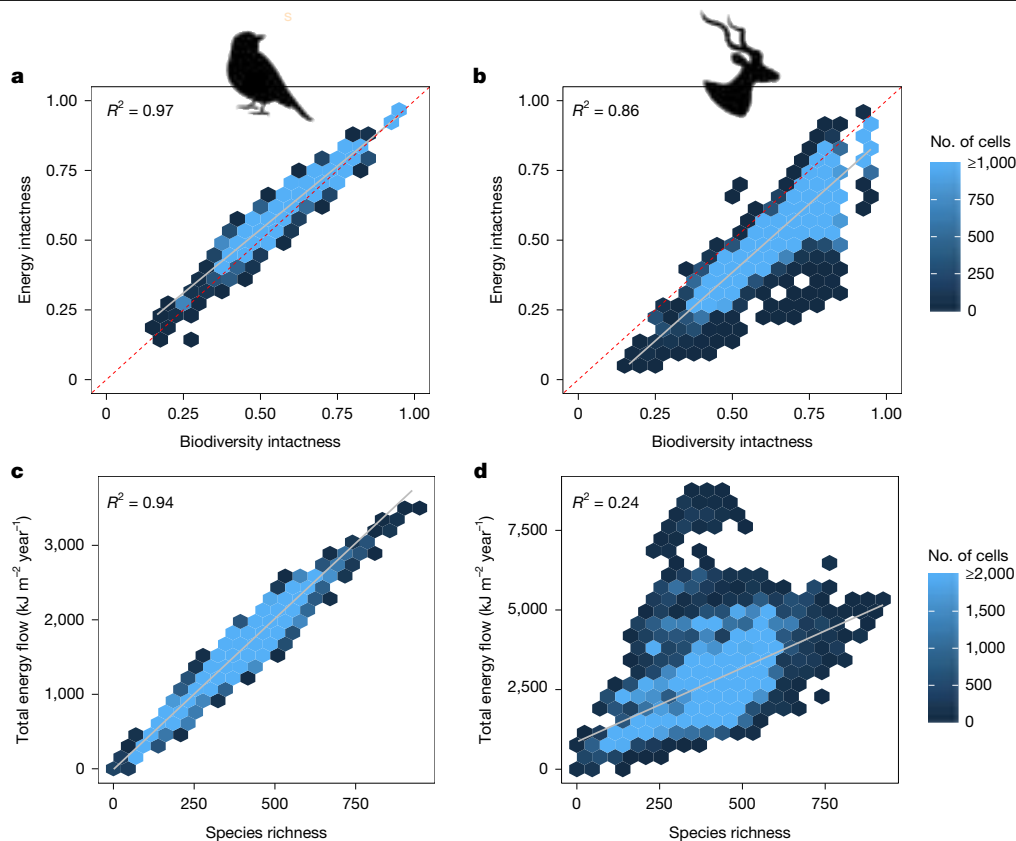 s
a
b
R² = 0.97
R² = 0.86
1.00
0.75
0.50
0.25
0
Energy intactness
0
0.25
0.50
0.75
1.00
Biodiversity intactness
1.00
0.75
0.50
0.25
0
Energy intactness
0
0.25
0.50
0.75
1.00
Biodiversity intactness
No. of cells
≥1,000
750
500
250
0
c
d
R² = 0.94
R² = 0.24
3,000
2,000
1,000
0
Total energy flow (kJ m⁻² year⁻¹)
0
250
500
750
Species richness
7,500
5,000
2,500
0
Total energy flow (kJ m⁻² year⁻¹)
0
250
500
750
Species richness
No. of cells
≥2,000
1,500
1,000
500
0